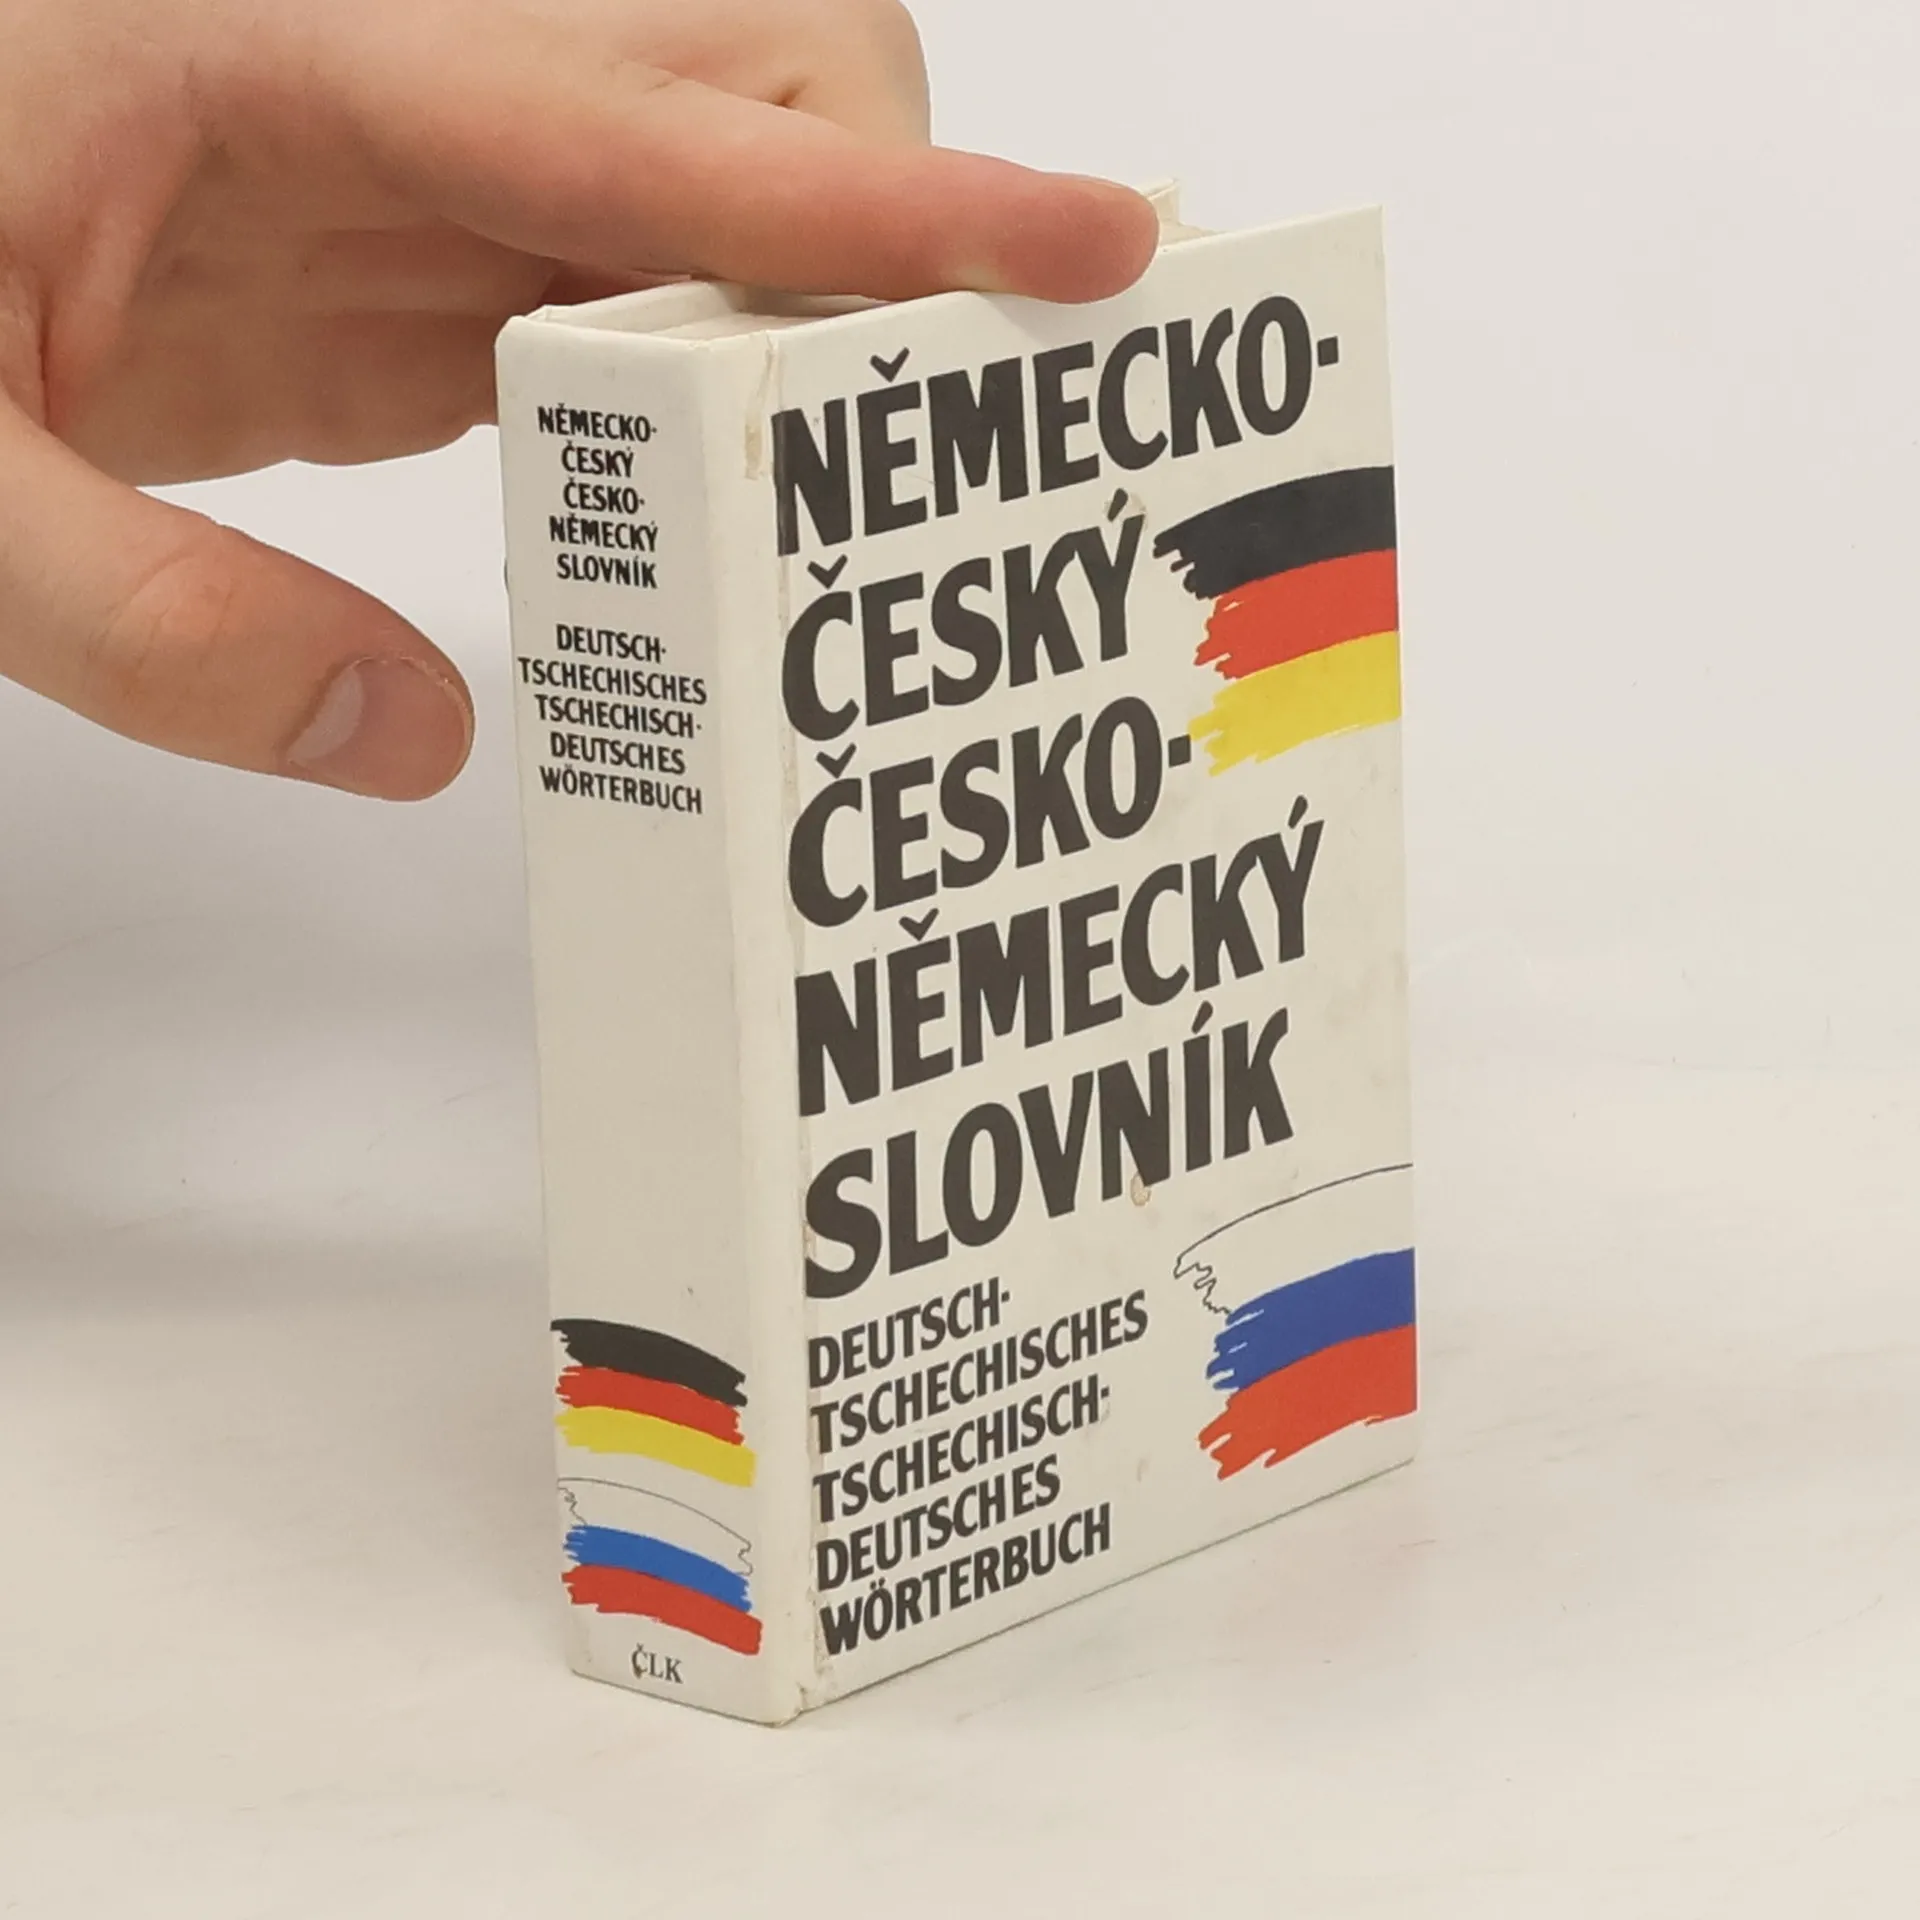 NĚMECKO-
ČESKÝ
ČESKO-
NĚMECKÝ
SLOVNÍK
DEUTSCH-
TSCHECHISCHES
TSCHECHISCH-
DEUTSCHES
WÖRTERBUCH
ČLK
NĚMECKO-
ČESKÝ
ČESKO-
NĚMECKÝ
SLOVNÍK
DEUTSCH-
TSCHECHISCHES
TSCHECHISCH-
DEUTSCHES
WÖRTERBUCH